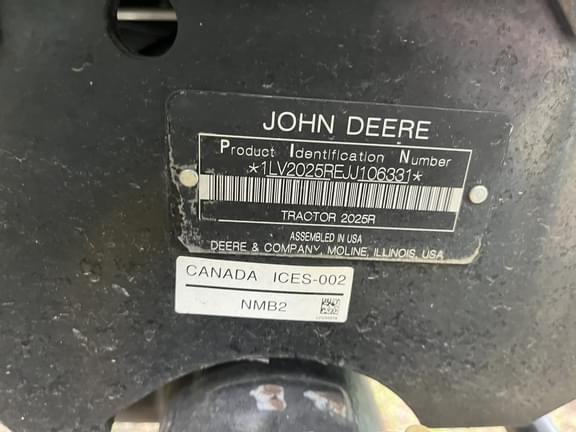 JOHN DEERE
Product Identification Number
*1LV2025REJJ106331*
TRACTOR 2025R
ASSEMBLED IN USA
DEERE & COMPANY MOLINE, ILLINOIS, USA
CANADA ICES-002
NMB2